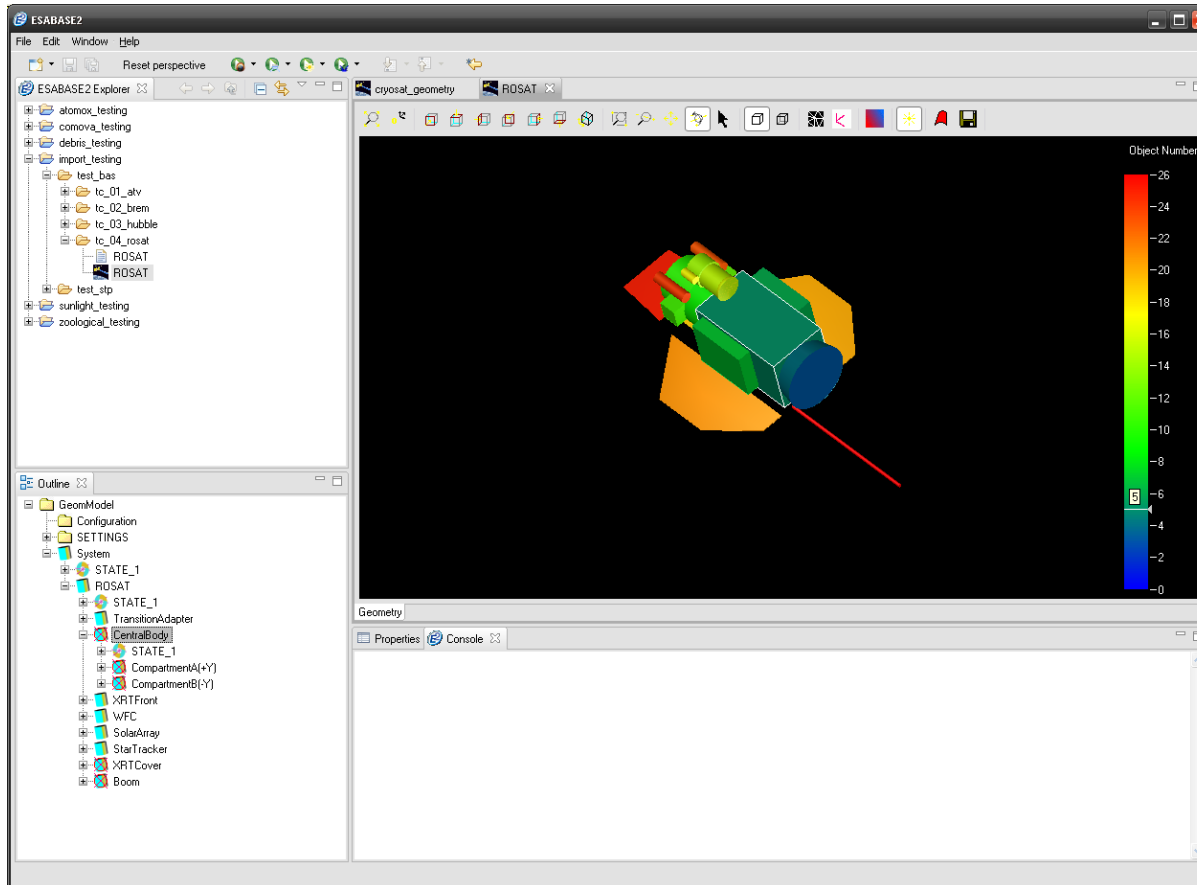 ESABASE2
File Edit Window Help
Reset perspective
ESABASE2 Explorer
atomox_testing
comova_testing
debris_testing
import_testing
test_bas
tc_01_atv
tc_02_brem
tc_03_hubble
tc_04_rosat
ROSAT
ROSAT
test_stp
sunlight_testing
zoological_testing
cryosat_geometry
ROSAT
Object Number
26
24
22
20
18
16
14
12
10
8
6
5
4
2
0
Geometry
Outline
GeomModel
Configuration
SETTINGS
System
STATE_1
ROSAT
STATE_1
TransitionAdapter
CentralBody
STATE_1
CompartmentA(+Y)
CompartmentB(-Y)
XRTFront
WFC
SolarArray
StarTracker
XRTCover
Boom
Properties
Console